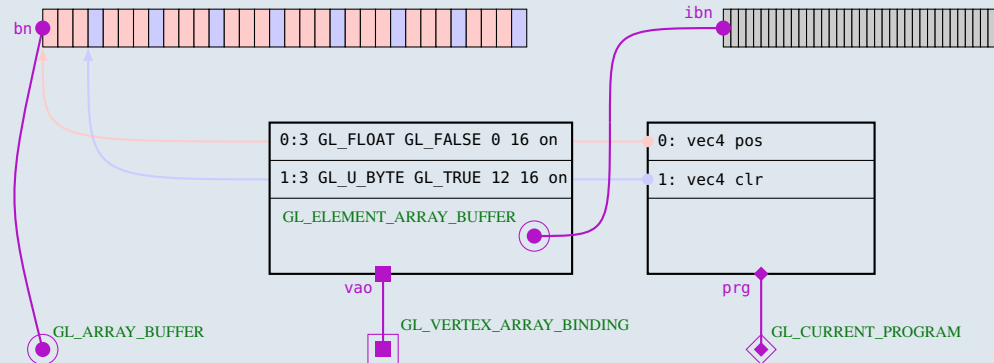 bn
ibn
0:3 GL_FLOAT GL_FALSE 0 16 on
0: vec4 pos
1:3 GL_U_BYTE GL_TRUE 12 16 on
1: vec4 clr
GL_ELEMENT_ARRAY_BUFFER
vao
prg
GL_ARRAY_BUFFER
GL_VERTEX_ARRAY_BINDING
GL_CURRENT_PROGRAM